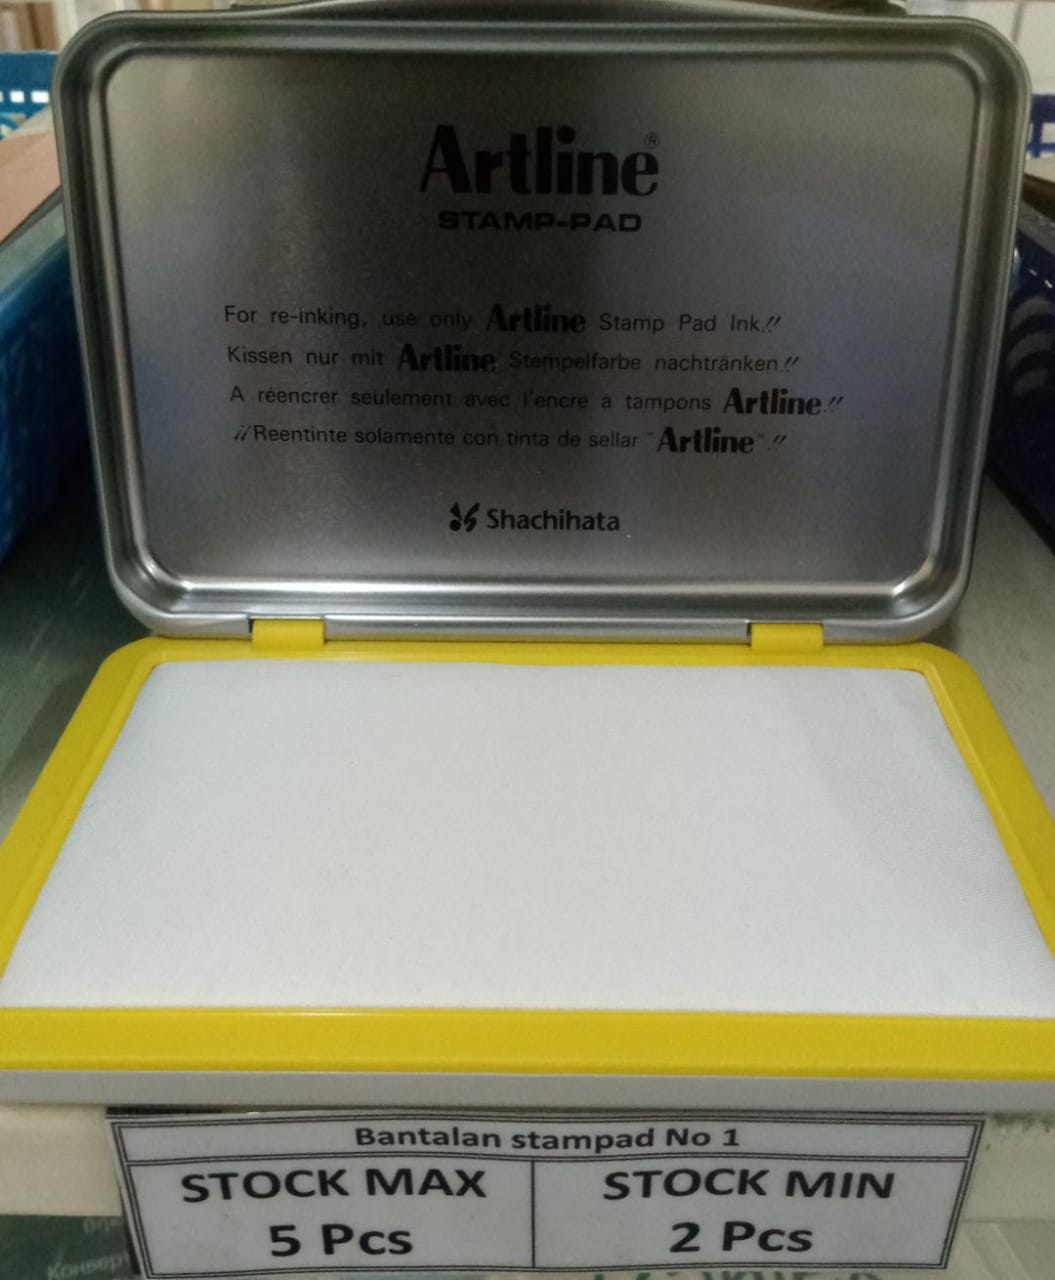 Artline®
STAMP-PAD
For re-inking, use only Artline Stamp Pad Ink.!!
Kissen nur mit Artline Stempelfarbe nachtränken.!!
A réencrer seulement avec l'encre à tampons Artline.!!
¡¡Reentinte solamente con tinta de sellar "Artline" !!
Shachihata
Bantalan stampad No 1
STOCK MAX
STOCK MIN
5 Pcs
2 Pcs